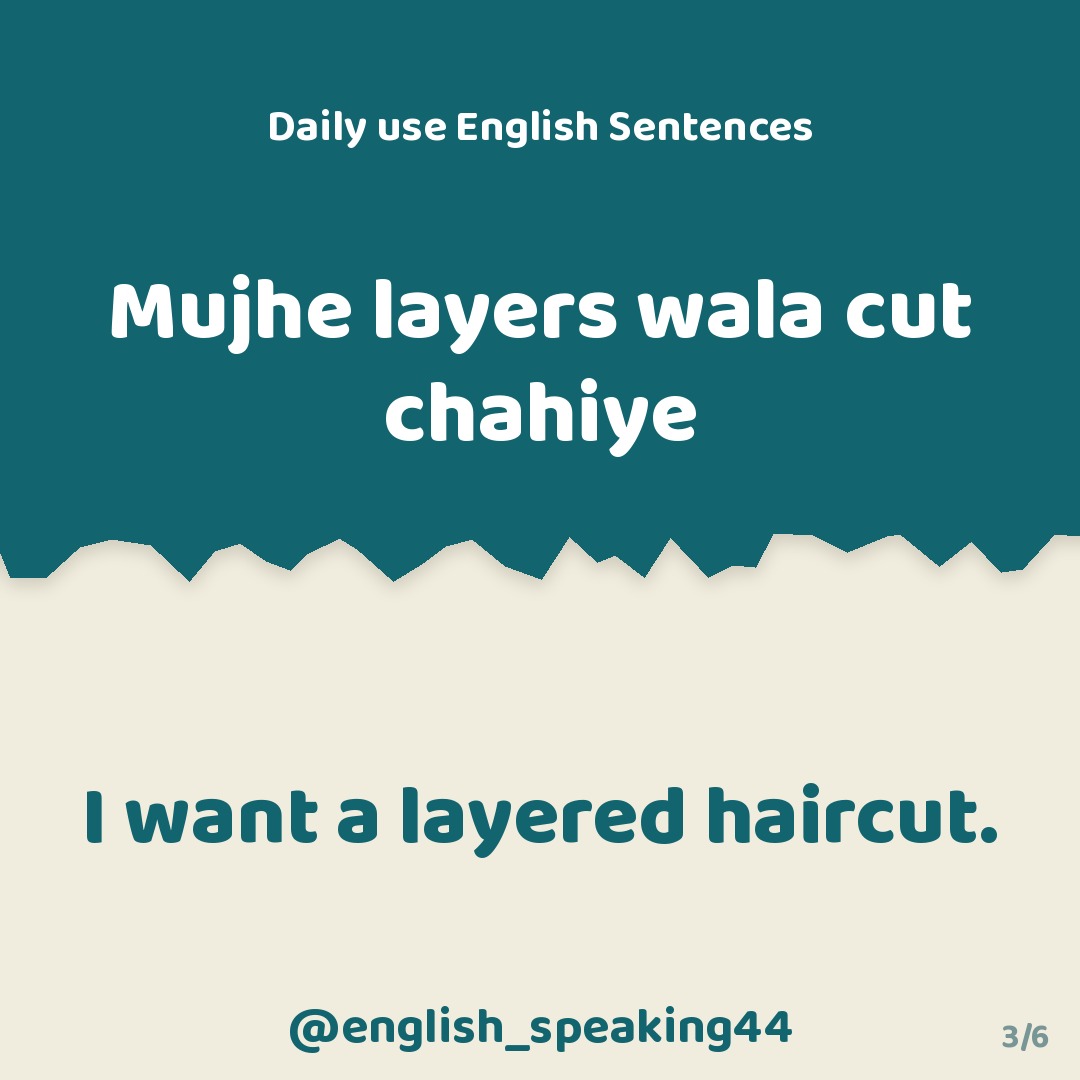 Daily use English Sentences
Mujhe layers wala cut
chahiye
I want a layered haircut.
@english_speaking44
3/6